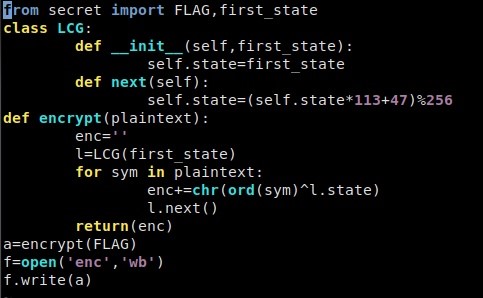 from secret import FLAG,first_state
class LCG:
        def __init__(self,first_state):
                self.state=first_state
        def next(self):
                self.state=(self.state*113+47)%256
def encrypt(plaintext):
        enc=''
        l=LCG(first_state)
        for sym in plaintext:
                enc+=chr(ord(sym)^l.state)
                l.next()
        return(enc)
a=encrypt(FLAG)
f=open('enc','wb')
f.write(a)